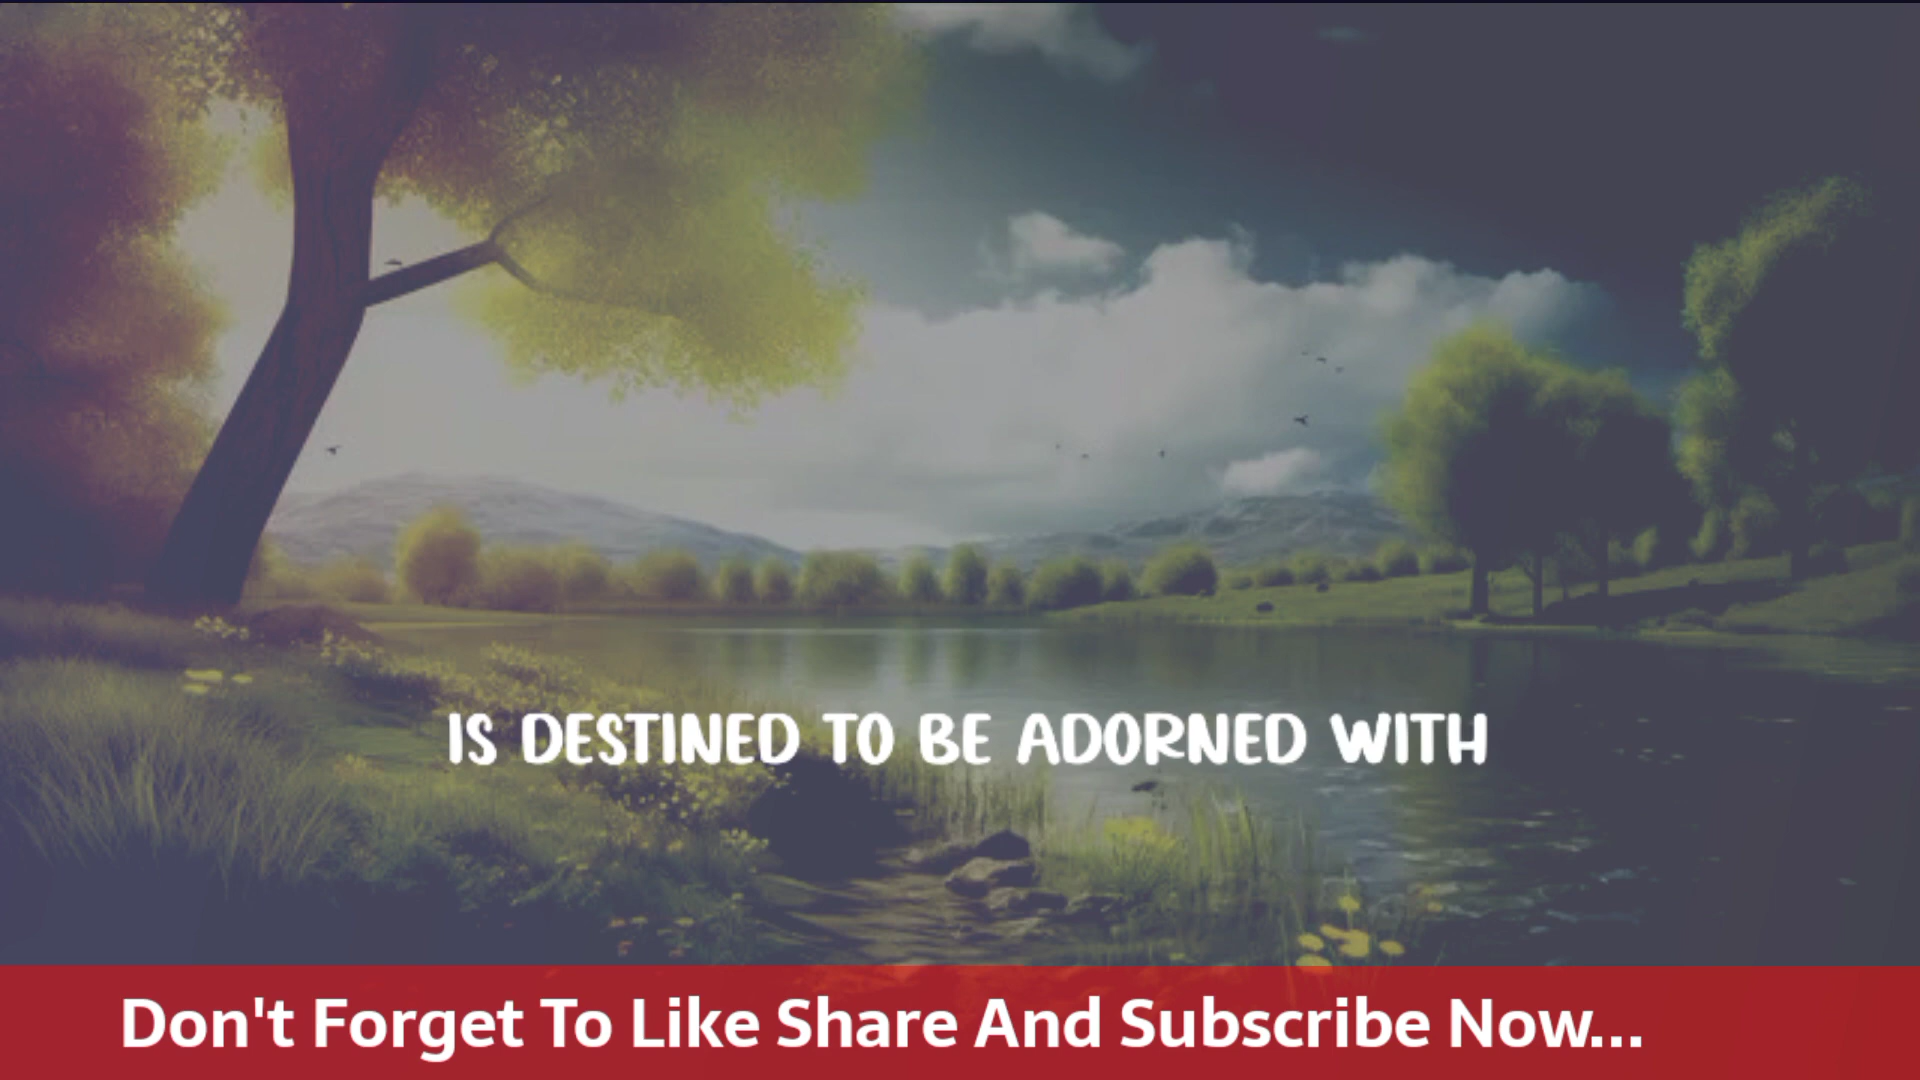 IS DESTINED TO BE ADORNED WITH
Don't Forget To Like Share And Subscribe Now...